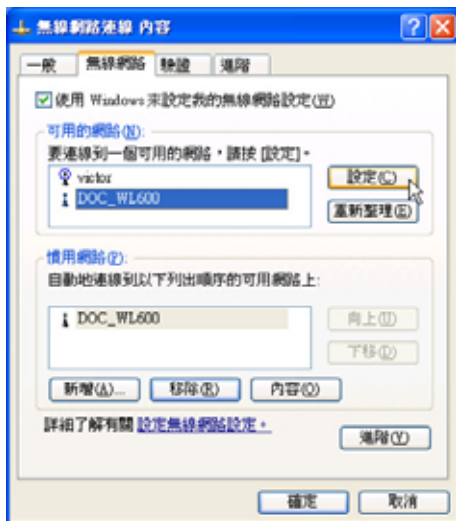 無線網路連線 內容
一般 無線網路 驗證 進階
使用 Windows 來設定我的無線網路設定(W)
可用的網路(N):
要連線到一個可用的網路，請按 [設定]。
victor
設定(C)
DOC_WL600
重新整理(E)
慣用網路(P):
自動地連線到以下列出順序的可用網路上:
DOC_WL600
向上(U)
下移(D)
新增(A)... 移除(R) 內容(O)
詳細了解有關 設定無線網路設定。
進階(V)
確定 取消